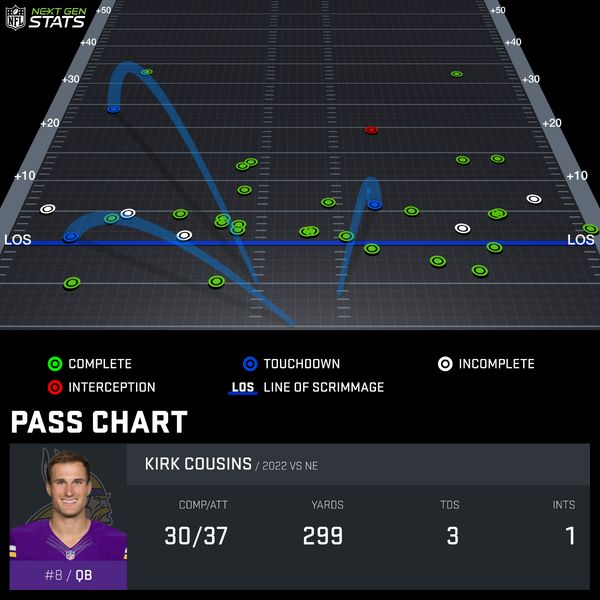 NFL NEXT GEN STATS
+50 +50
+40 +40
+30 +30
+20 +20
+10 +10
LOS LOS
COMPLETE TOUCHDOWN INCOMPLETE
INTERCEPTION LOS LINE OF SCRIMMAGE
PASS CHART
KIRK COUSINS / 2022 VS NE
COMP/ATT YARDS TDS INTS
30/37 299 3 1
#8 / QB